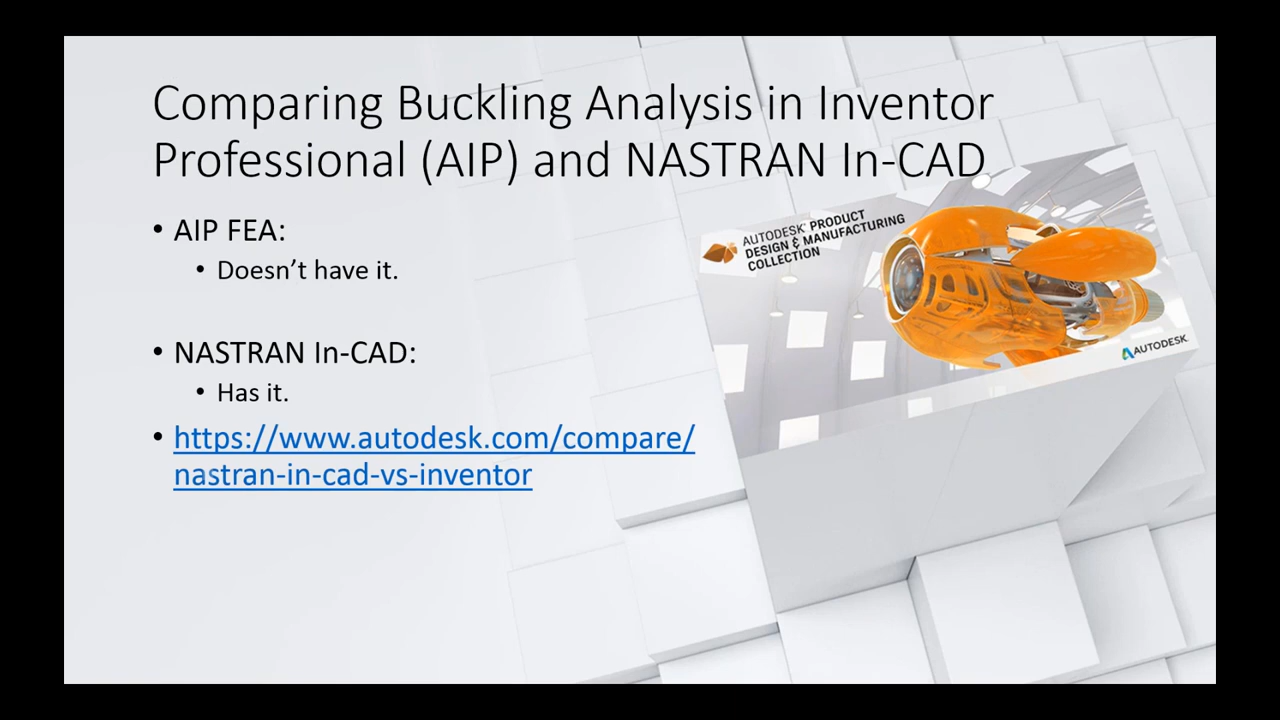 Comparing Buckling Analysis in Inventor
Professional (AIP) and NASTRAN In-CAD
• AIP FEA:
• Doesn’t have it.
• NASTRAN In-CAD:
• Has it.
• https://www.autodesk.com/compare/
nastran-in-cad-vs-inventor
AUTODESK® PRODUCT
DESIGN & MANUFACTURING
COLLECTION
AUTODESK.